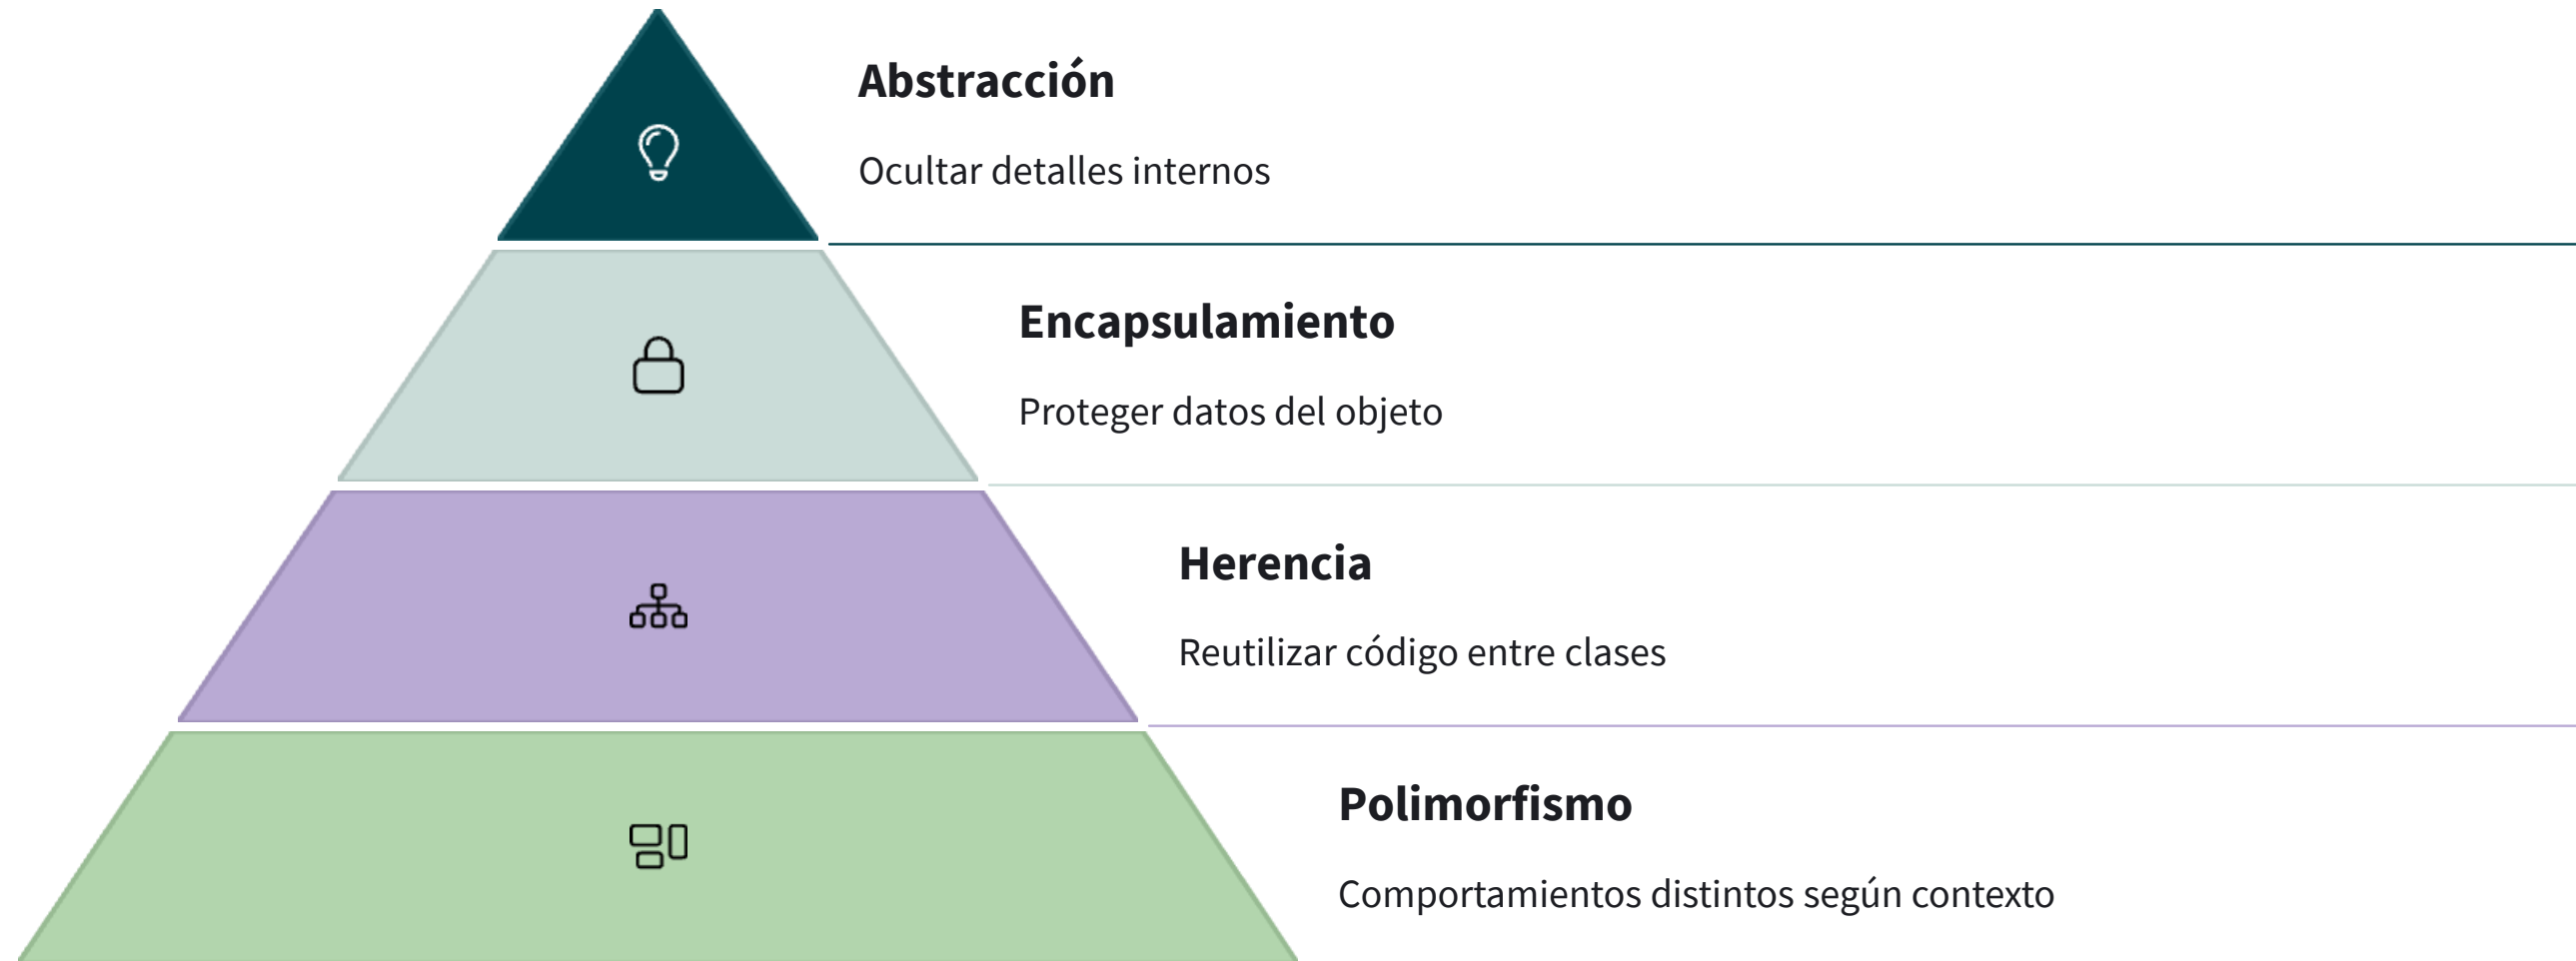 Abstracción
Ocultar detalles internos
Encapsulamiento
Proteger datos del objeto
Herencia
Reutilizar código entre clases
Polimorfismo
Comportamientos distintos según contexto